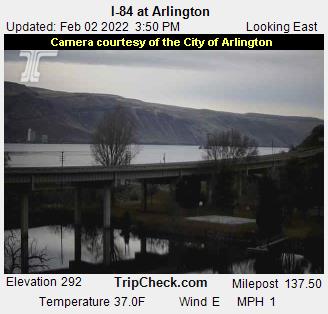 I-84 at Arlington
Updated: Feb 02 2022 3:50 PM Looking East
Camera courtesy of the City of Arlington
Elevation 292 TripCheck.com Milepost 137.50
Temperature 37.0F Wind E MPH 1